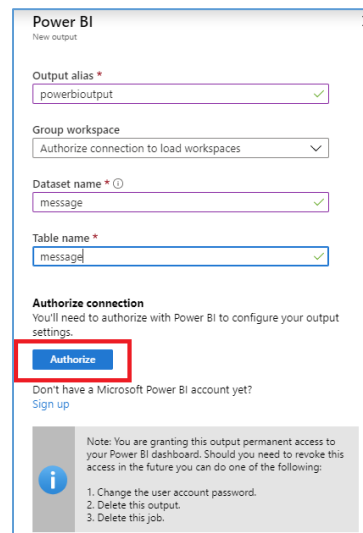 Power BI
New output
Output alias *
powerbioutput
Group workspace
Authorize connection to load workspaces
Dataset name *
message
Table name *
message
Authorize connection
You'll need to authorize with Power BI to configure your output
settings.
Authorize
Don't have a Microsoft Power BI account yet?
Sign up
Note: You are granting this output permanent access to
your Power BI dashboard. Should you need to revoke this
access in the future you can do one of the following:
1. Change the user account password.
2. Delete this output.
3. Delete this job.